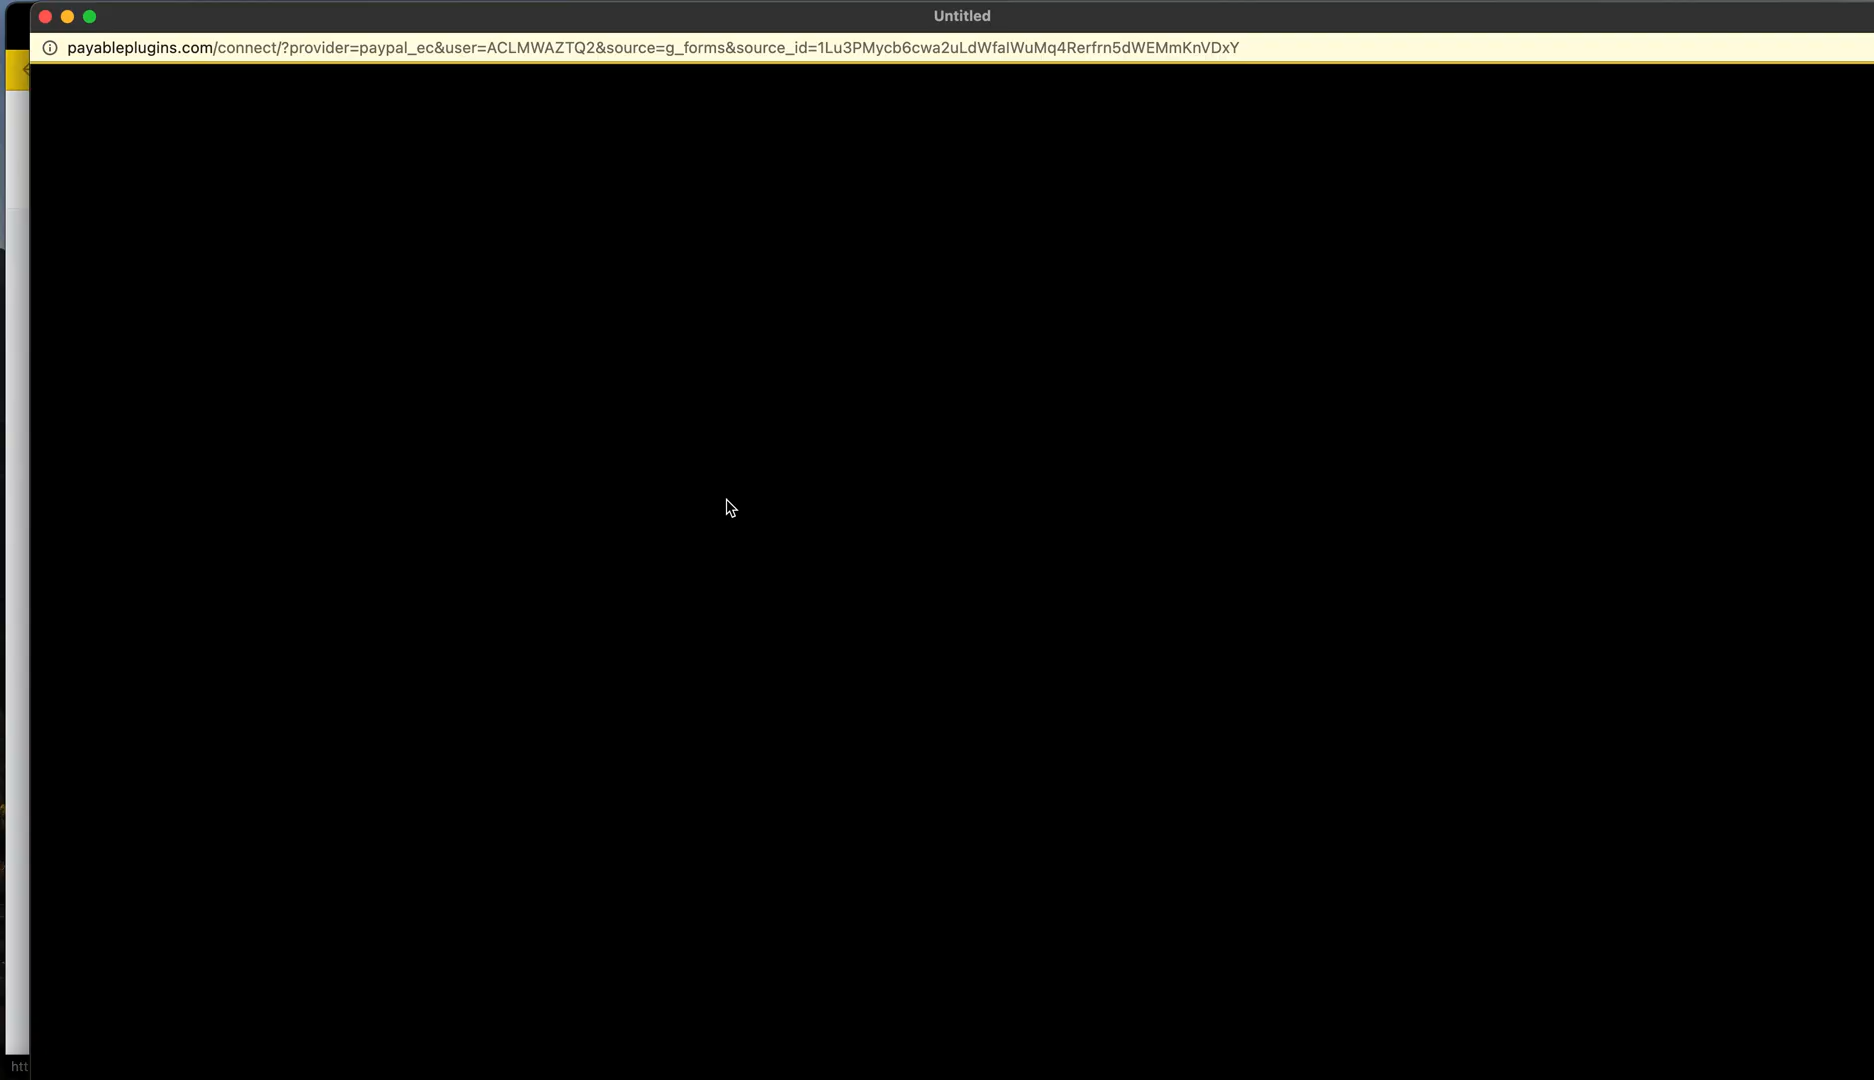 Untitled
payableplugins.com/connect/?provider=paypal_ec&user=ACLMWAZTQ2&source=g_forms&source_id=1Lu3PMycb6cwa2uLdWfalWuMq4Rerfrn5dWEMmKnVDxY
htt